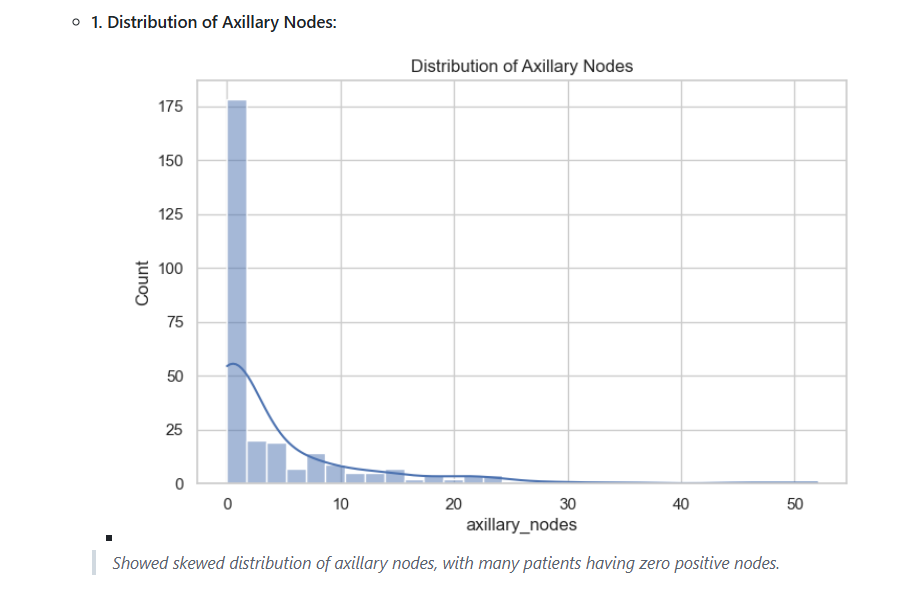 1. Distribution of Axillary Nodes:
Distribution of Axillary Nodes
175
150
125
100
75
50
25
0
Count
0 10 20 30 40 50
axillary_nodes
Showed skewed distribution of axillary nodes, with many patients having zero positive nodes.